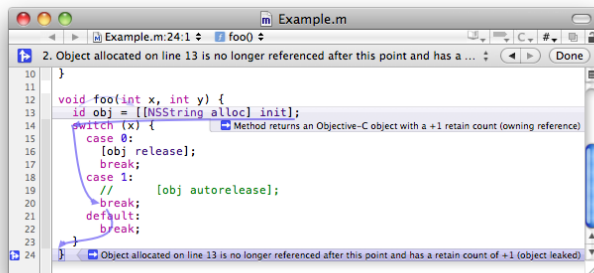 Example.m
Example.m:24:1 foo() C, #,
2. Object allocated on line 13 is no longer referenced after this point and has a ... Done
10 }
11
12 void foo(int x, int y) {
13 id obj = [[NSString alloc] init];
14 switch (x) { Method returns an Objective-C object with a +1 retain count (owning reference)
15 case 0:
16 [obj release];
17 break;
18 case 1:
19 // [obj autorelease];
20 break;
21 default:
22 break;
23 }
24 } Object allocated on line 13 is no longer referenced after this point and has a retain count of +1 (object leaked)